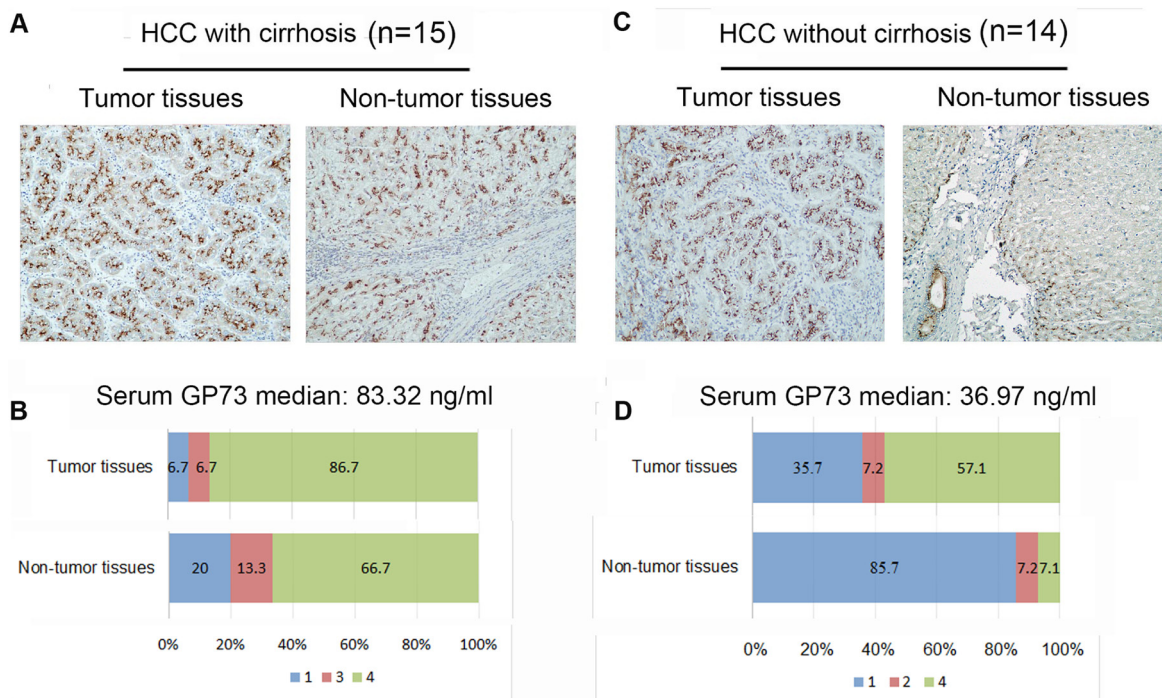 A
HCC with cirrhosis (n=15)
Tumor tissues
Non-tumor tissues
B
Serum GP73 median: 83.32 ng/ml
Tumor tissues
6.7
6.7
86.7
Non-tumor tissues
20
13.3
66.7
0% 20% 40% 60% 80% 100%
1 3 4
C
HCC without cirrhosis (n=14)
Tumor tissues
Non-tumor tissues
D
Serum GP73 median: 36.97 ng/ml
Tumor tissues
35.7
7.2
57.1
Non-tumor tissues
85.7
7.2
7.1
0% 20% 40% 60% 80% 100%
1 2 4